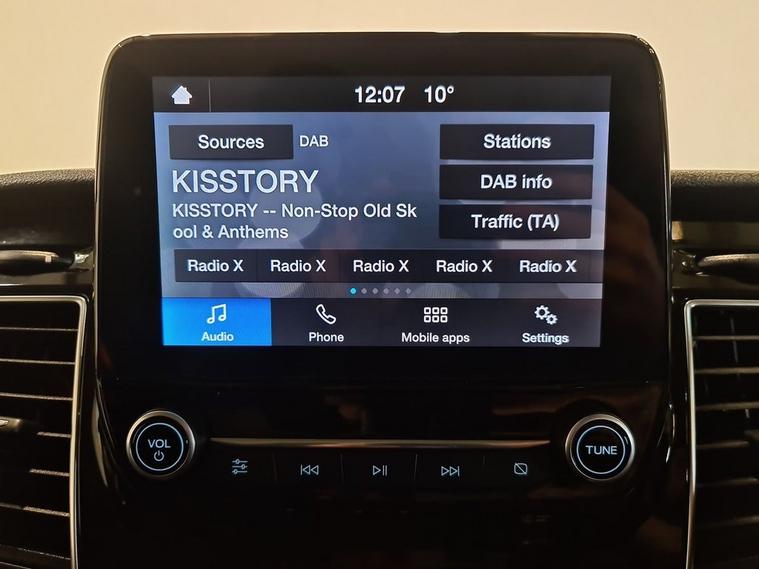 12:07 10°
Sources DAB Stations
KISSTORY DAB info
KISSTORY -- Non-Stop Old Sk
ool & Anthems
Traffic (TA)
Radio X Radio X Radio X Radio X Radio X
Audio Phone Mobile apps Settings
VOL TUNE